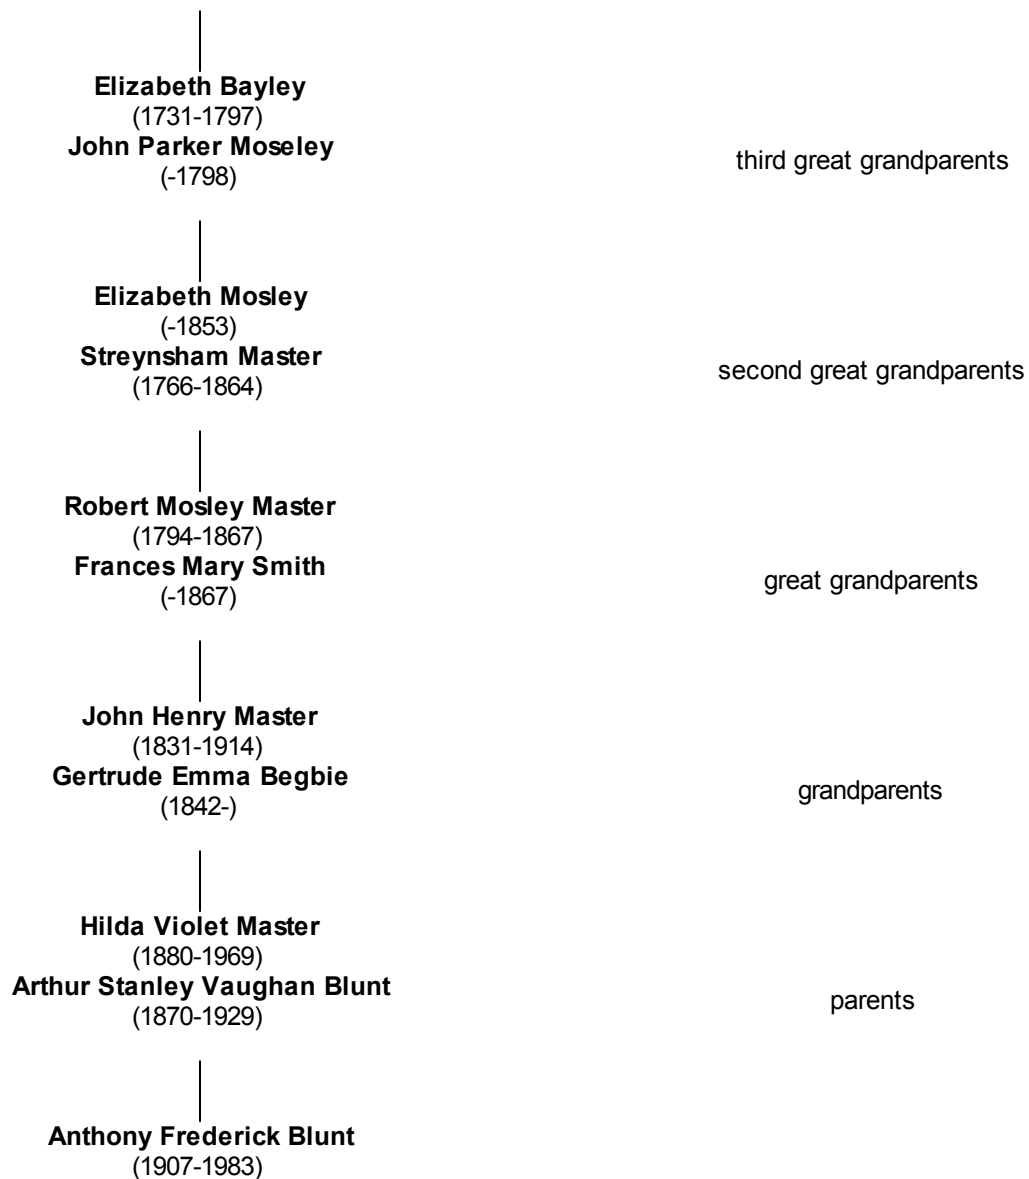 Elizabeth Bayley
(1731-1797)
John Parker Moseley
(-1798)
third great grandparents
Elizabeth Mosley
(-1853)
Streynsham Master
(1766-1864)
second great grandparents
Robert Mosley Master
(1794-1867)
Frances Mary Smith
(-1867)
great grandparents
John Henry Master
(1831-1914)
Gertrude Emma Begbie
(1842-)
grandparents
Hilda Violet Master
(1880-1969)
Arthur Stanley Vaughan Blunt
(1870-1929)
parents
Anthony Frederick Blunt
(1907-1983)